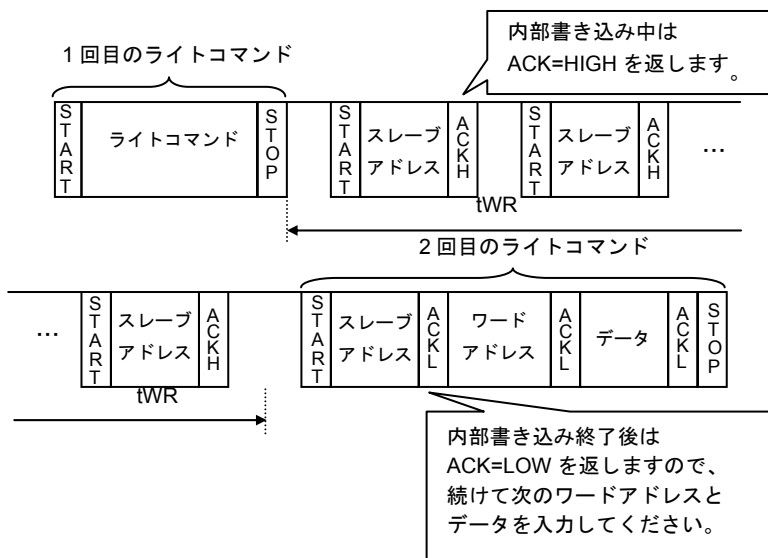 1回目のライトコマンド
内部書き込み中は
ACK=HIGH を返します。
START ライトコマンド STOP START スレーブ アドレス ACKH START スレーブ アドレス ACKH …
tWR
2回目のライトコマンド
… START スレーブ アドレス ACKH START スレーブ アドレス ACKL ワード アドレス ACKL データ ACKL STOP
tWR
内部書き込み終了後は
ACK=LOW を返しますので、
続けて次のワードアドレスと
データを入力してください。